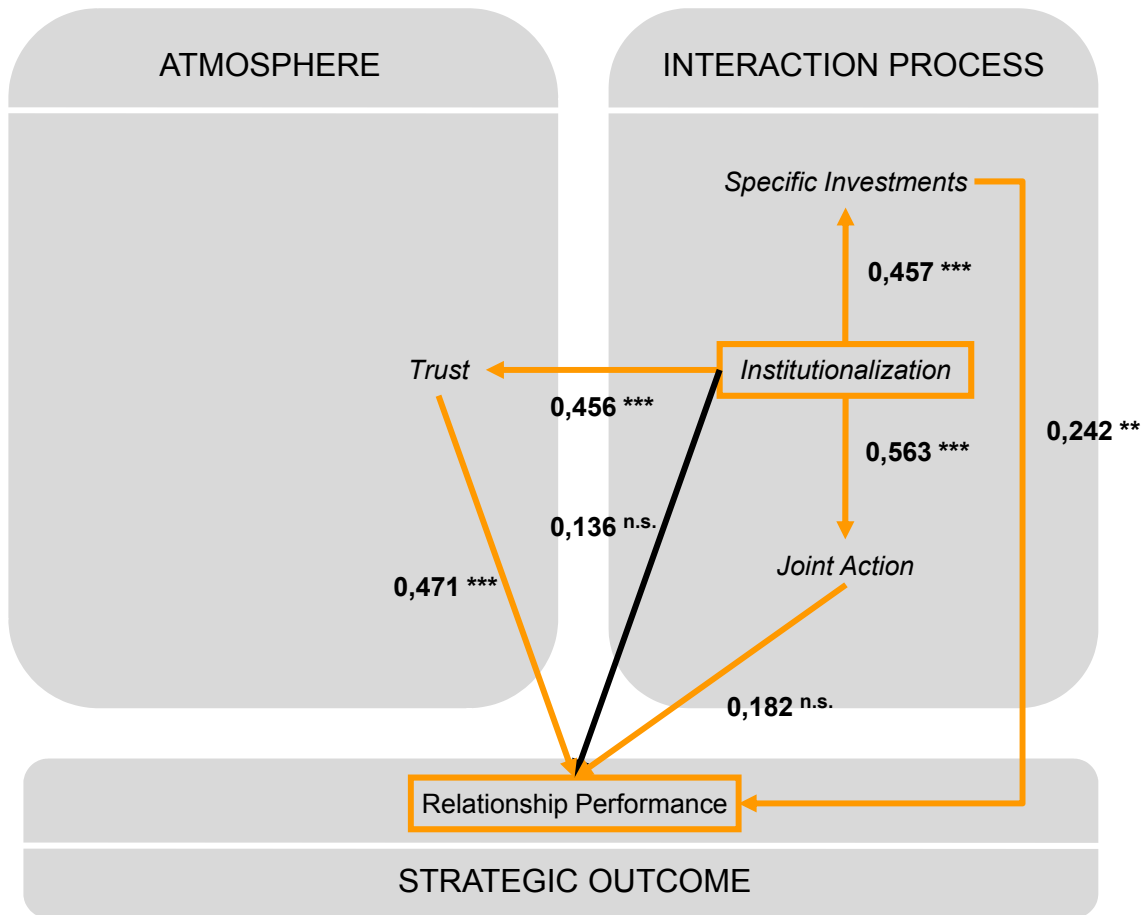 ATMOSPHERE
INTERACTION PROCESS
Specific Investments
0,457 ***
Trust
Institutionalization
0,456 ***
0,242 **
0,563 ***
0,136 n.s.
Joint Action
0,471 ***
0,182 n.s.
Relationship Performance
STRATEGIC OUTCOME